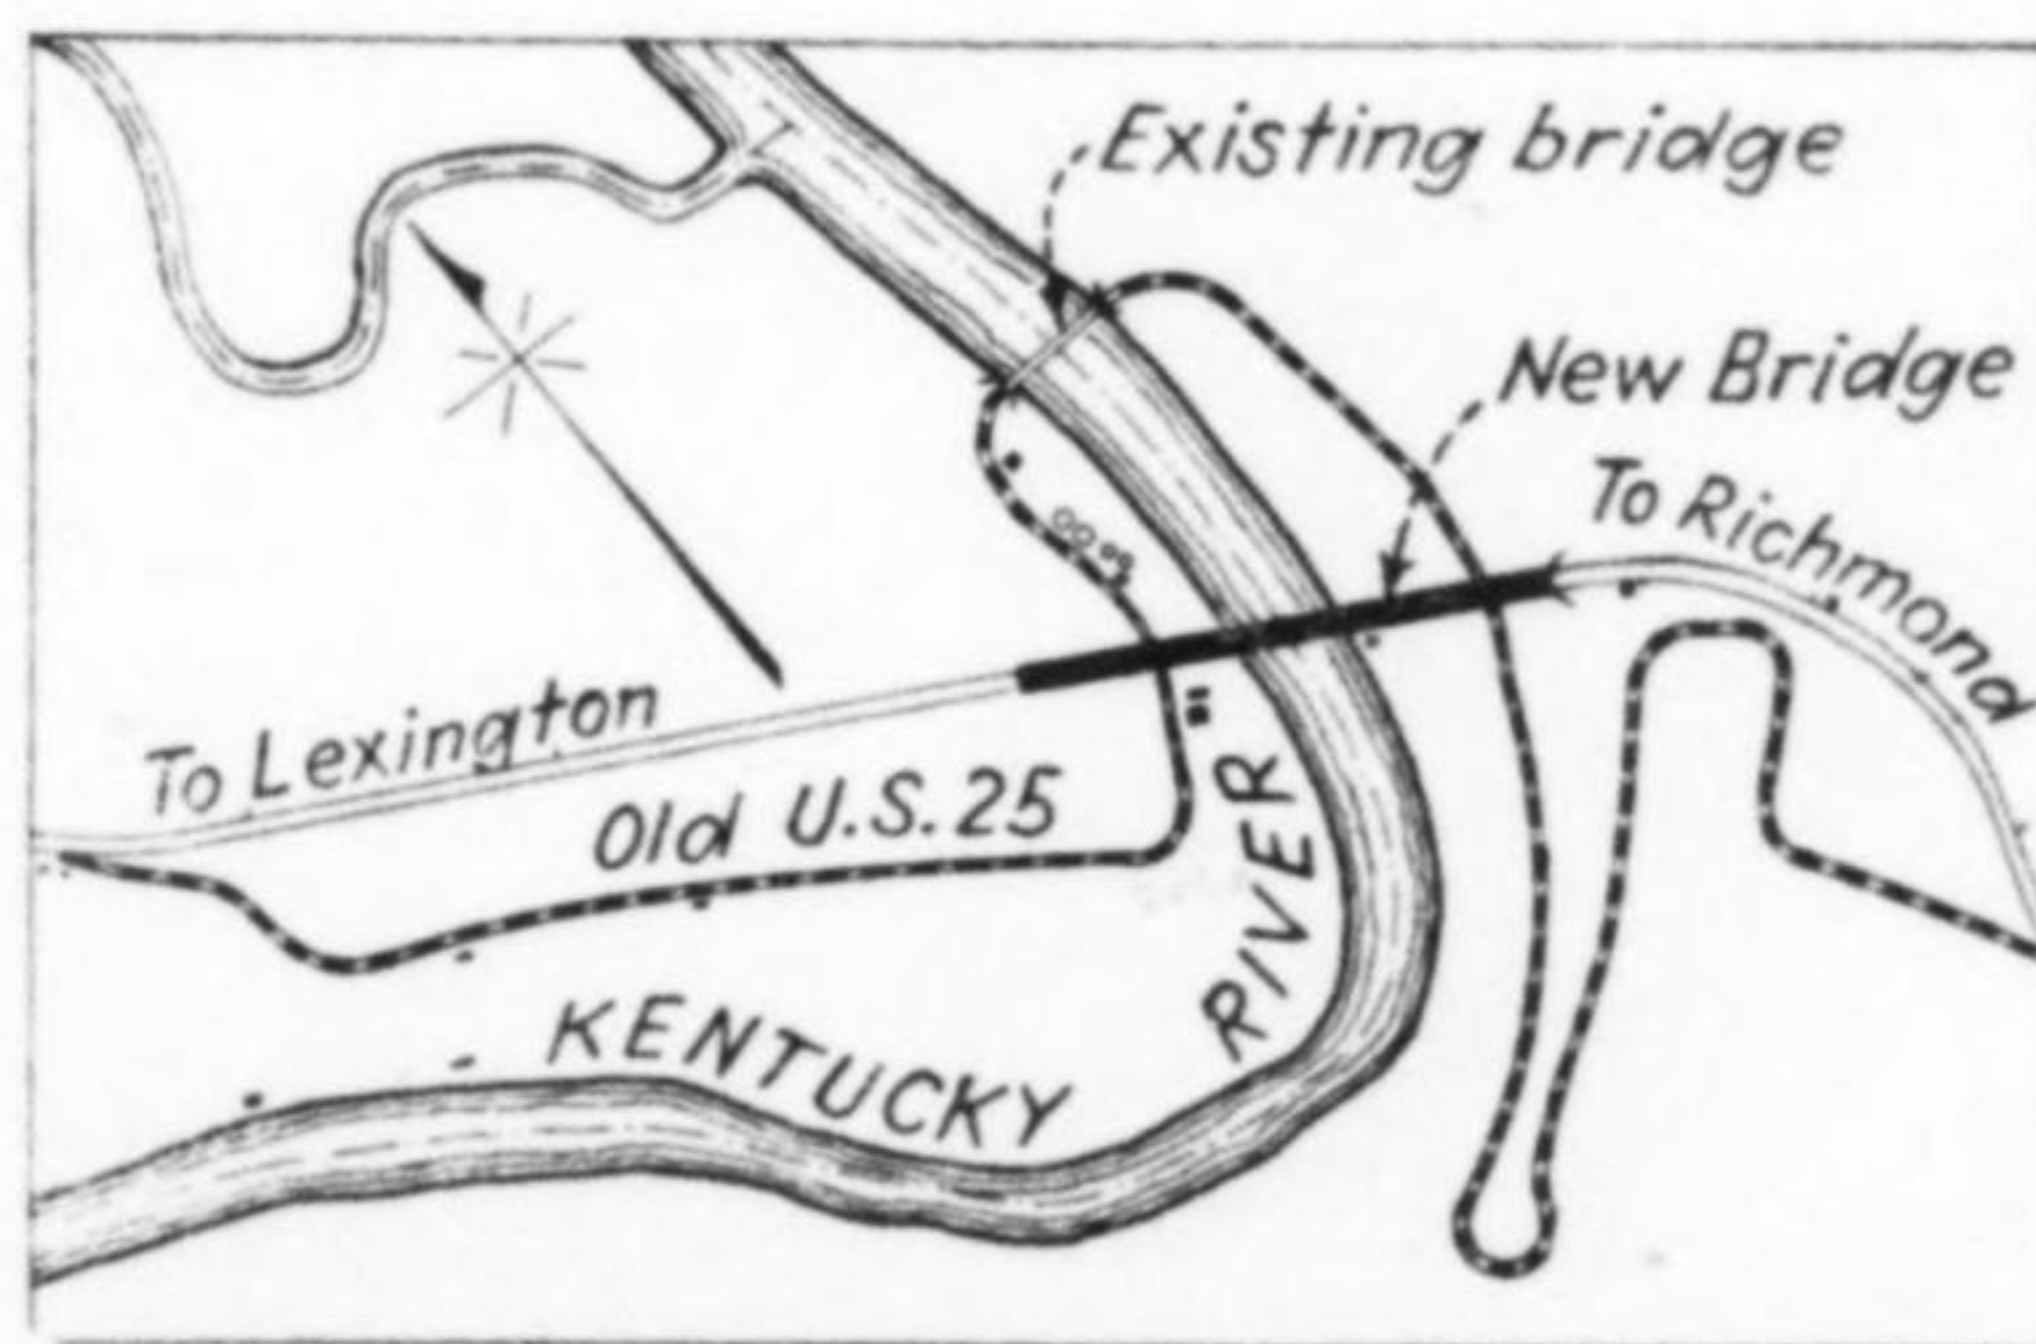 Existing bridge
New Bridge
To Richmond
To Lexington
Old U.S. 25
KENTUCKY RIVER